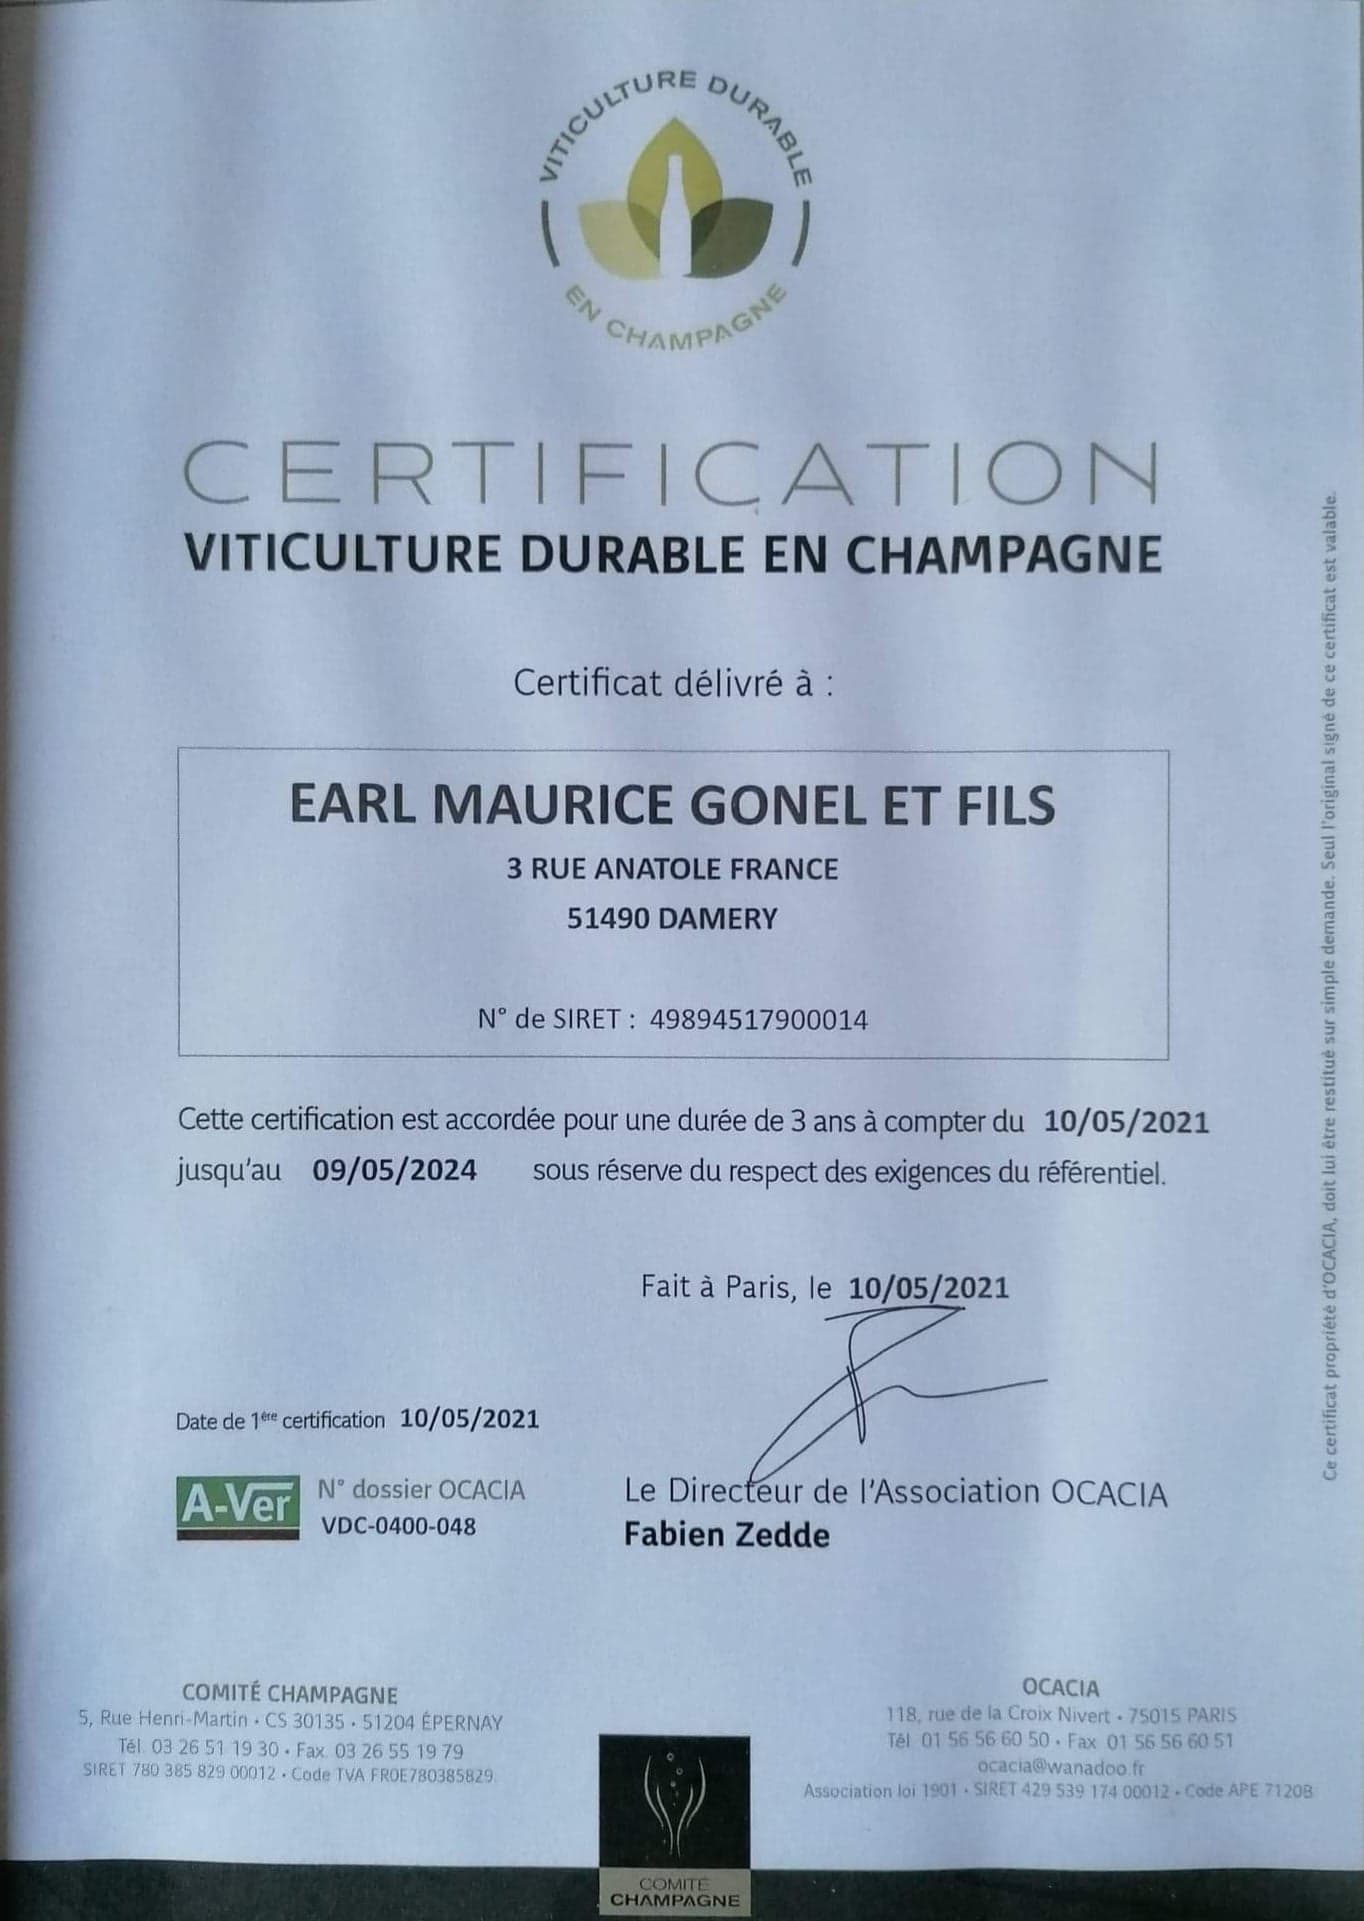 VITICULTURE DURABLE
EN CHAMPAGNE
CERTIFICATION
VITICULTURE DURABLE EN CHAMPAGNE
Certificat délivré à :
EARL MAURICE GONEL ET FILS
3 RUE ANATOLE FRANCE
51490 DAMERY
N° de SIRET : 49894517900014
Cette certification est accordée pour une durée de 3 ans à compter du 10/05/2021
jusqu'au 09/05/2024 sous réserve du respect des exigences du référentiel.
Fait à Paris, le 10/05/2021
Date de 1ère certification 10/05/2021
A-Ver
N° dossier OCACIA
VDC-0400-048
Le Directeur de l'Association OCACIA
Fabien Zedde
COMITÉ CHAMPAGNE
5, Rue Henri-Martin • CS 30135 • 51204 ÉPERNAY
Tél. 03 26 51 19 30 • Fax. 03 26 55 19 79
SIRET 780 385 829 00012 • Code TVA FR0E780385829
OCACIA
118, rue de la Croix Nivert • 75015 PARIS
Tél 01 56 56 60 50 • Fax 01 56 56 60 51
ocacia@wanadoo.fr
Association loi 1901 • SIRET 429 539 174 00012 • Code APE 7120B
COMITÉ
CHAMPAGNE
Ce certificat propriété d'OCACIA, doit lui être restitué sur simple demande. Seul l'original signé de ce certificat est valable.